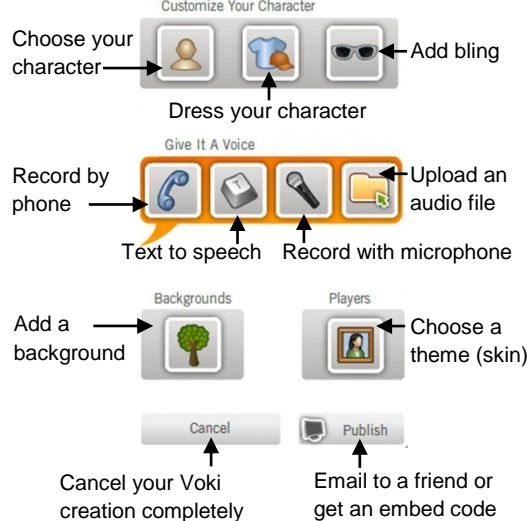 Customize Your Character
Choose your
character
Add bling
Dress your character
Give It A Voice
Record by
phone
T
Upload an
audio file
Text to speech
Record with microphone
Backgrounds
Players
Add a
background
Choose a
theme (skin)
Cancel
Publish
Cancel your Voki
creation completely
Email to a friend or
get an embed code